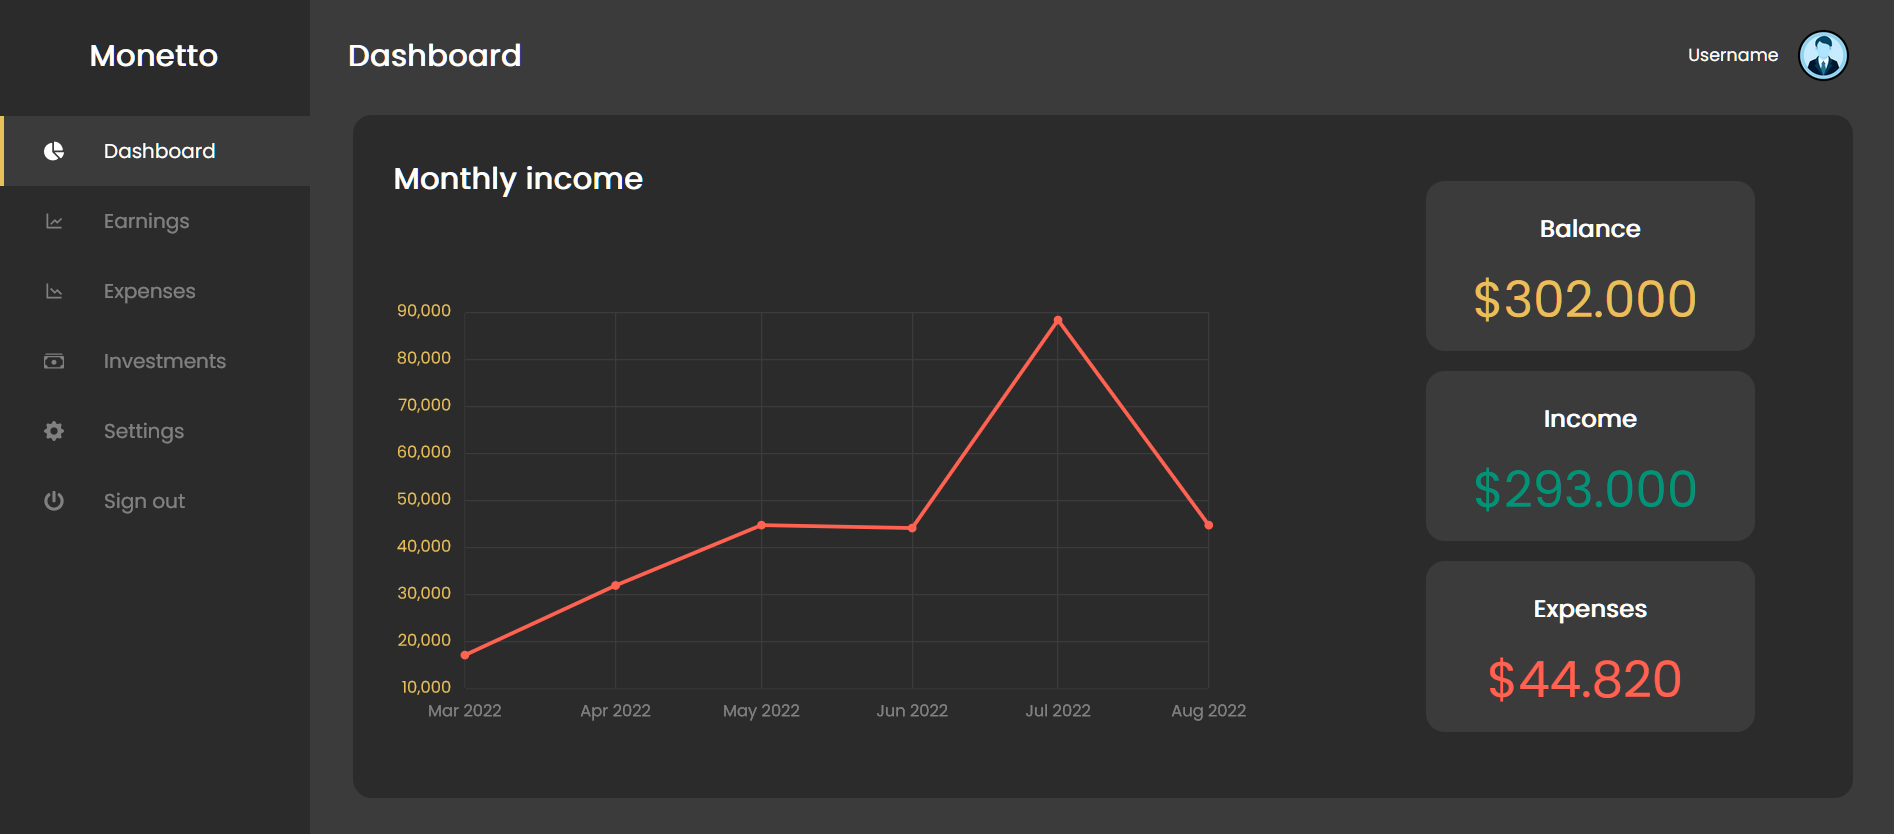 Monetto
Dashboard
Earnings
Expenses
Investments
Settings
Sign out
Dashboard
Username
Monthly income
90,000
80,000
70,000
60,000
50,000
40,000
30,000
20,000
10,000
Mar 2022 Apr 2022 May 2022 Jun 2022 Jul 2022 Aug 2022
Balance
$302.000
Income
$293.000
Expenses
$44.820